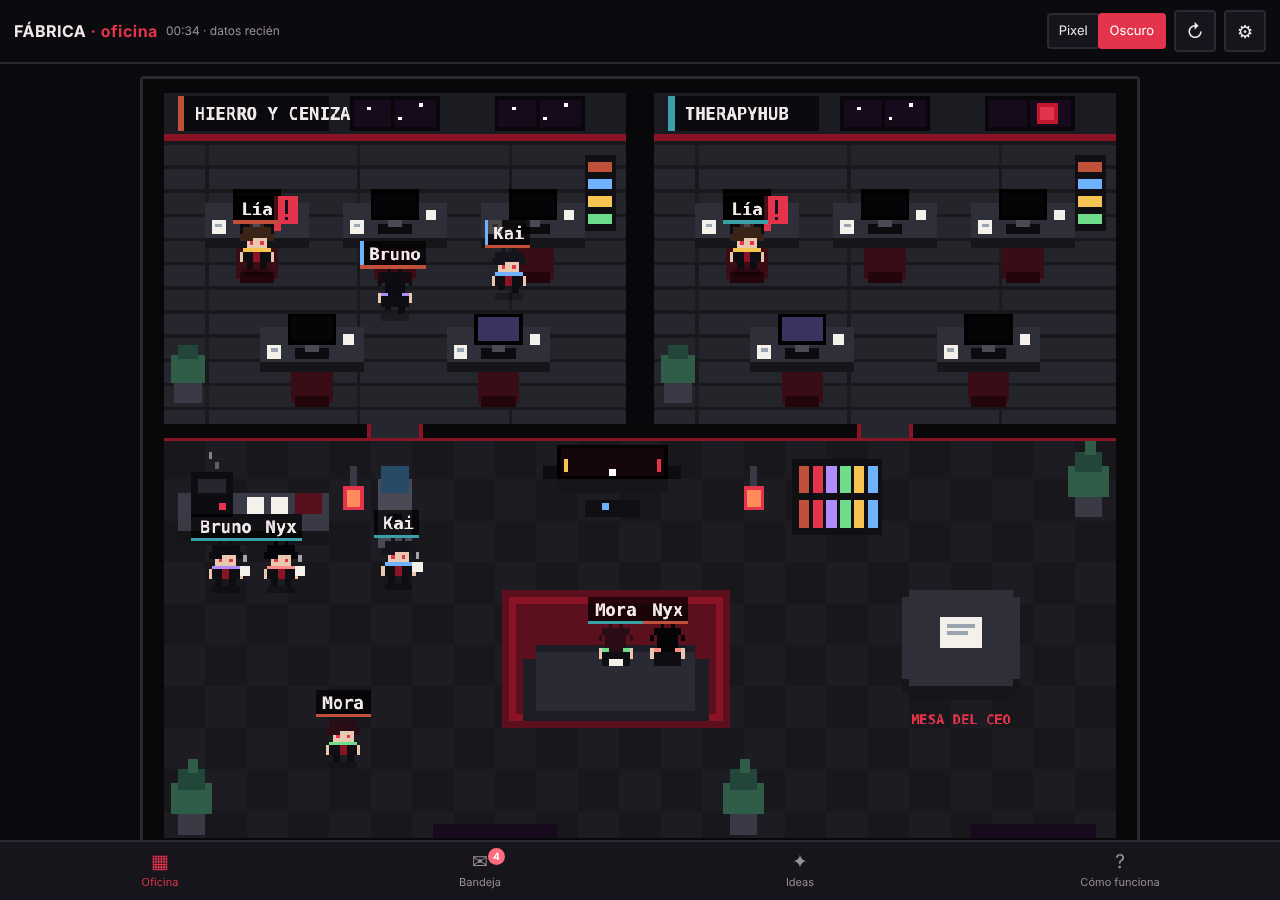 FÁBRICA · oficina 00:34 · datos recién
Pixel Oscuro
HIERRO Y CENIZA
THERAPYHUB
Lía !
Kai
Bruno
Lía !
Bruno Nyx
Kai
Mora Nyx
Mora
MESA DEL CEO
4
Oficina
Bandeja
Ideas
? Cómo funciona